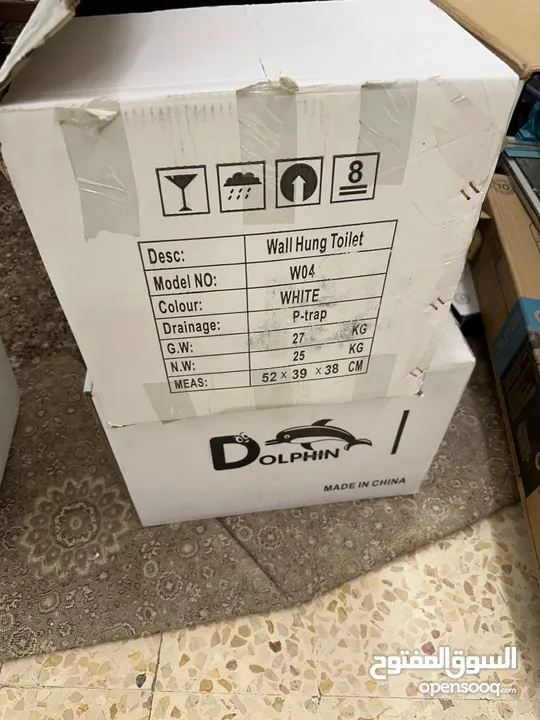 8
Desc: Wall Hung Toilet
Model NO: W04
Colour: WHITE
Drainage: P-trap
G.W: 27 KG
N.W: 25 KG
MEAS: 52 x 39 x 38 CM
DOLPHIN
MADE IN CHINA
السوق المفتوح
opensooq.com